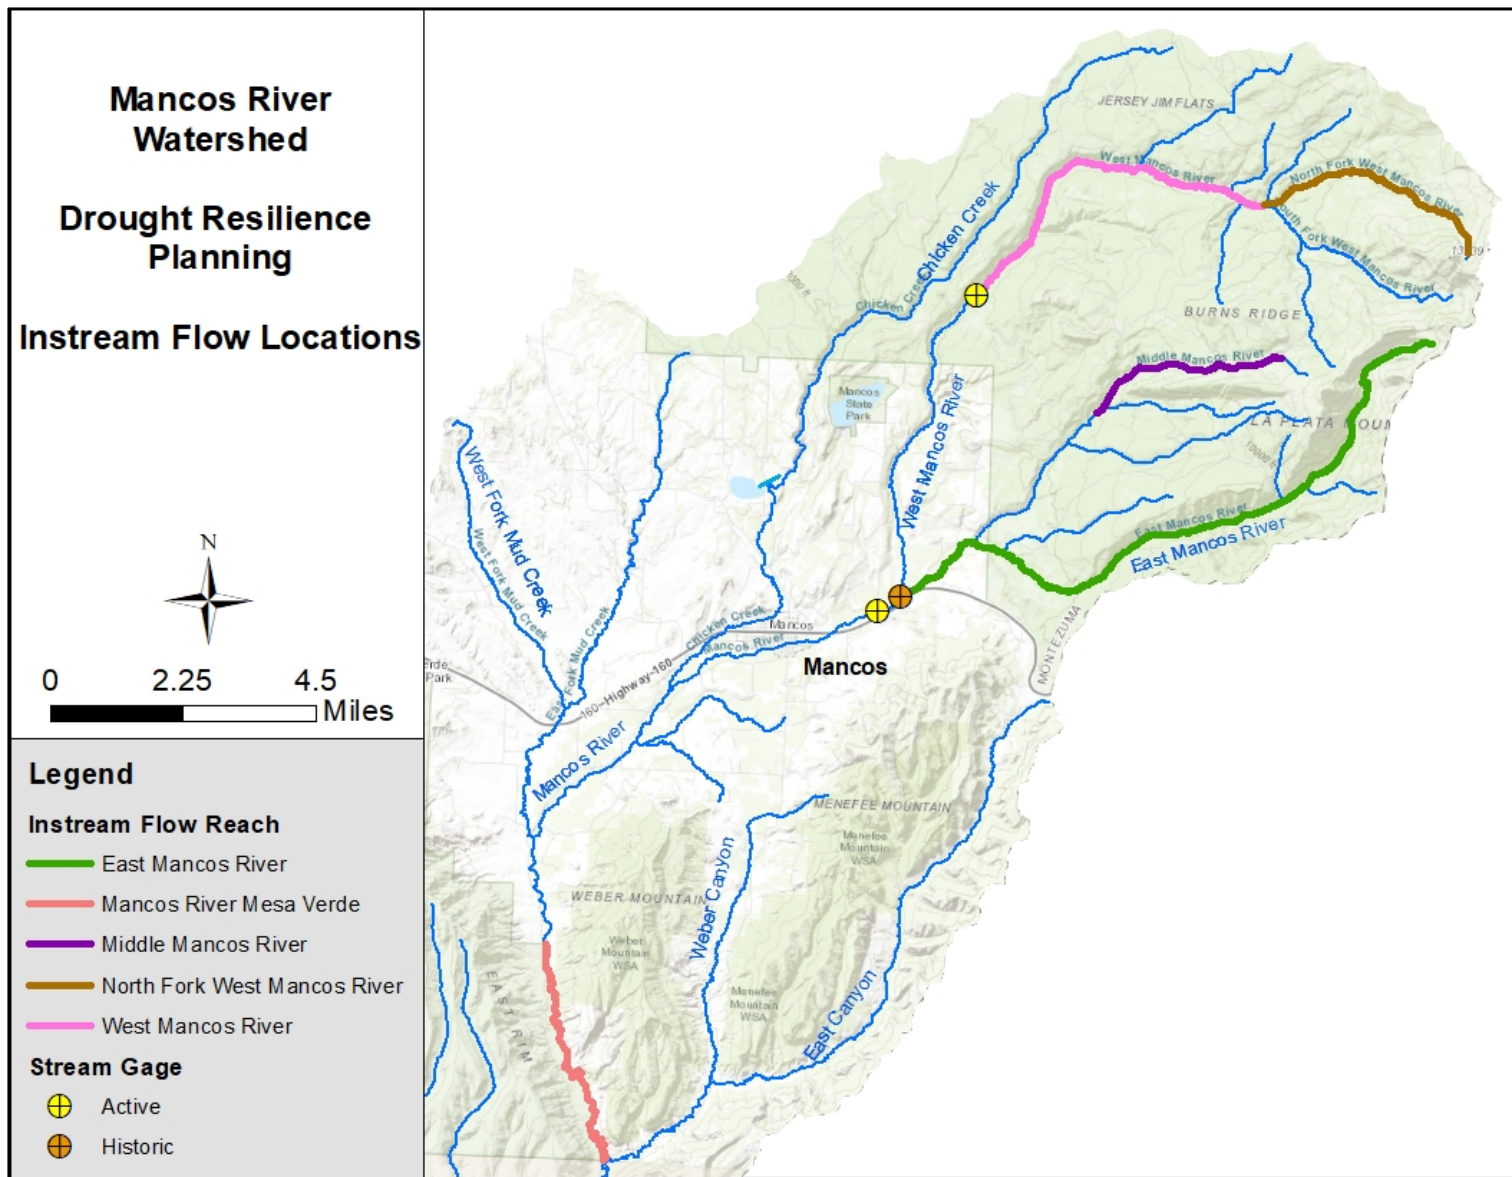 Mancos River
Watershed
Drought Resilience
Planning
Instream Flow Locations
N
0 2.25 4.5
Miles
Legend
Instream Flow Reach
East Mancos River
Mancos River Mesa Verde
Middle Mancos River
North Fork West Mancos River
West Mancos River
Stream Gage
Active
Historic
JERSEY JIM FLATS
West Mancos River
North Fork West Mancos River
South Fork West Mancos River
Chicken Creek
Chicken Creek
BURNS RIDGE
Middle Mancos River
LA PLATA MOUN
10000 ft
Mancos
State
Park
West Mancos River
East Mancos River
East Mancos River
West Fork Mud Creek
West Fork Mud Creek
East Fork Mud Creek
Chicken Creek
Mancos River
Mancos
Mancos
MONTEZUMA
erde
Park
160-Highway-160
Mancos River
MENEFEE MOUNTAIN
Menefee
Mountain
WSA
WEBER MOUNTAIN
Weber
Mountain
WSA
Weber Canyon
Menefee
Mountain
WSA
East Canyon
EAST RIM